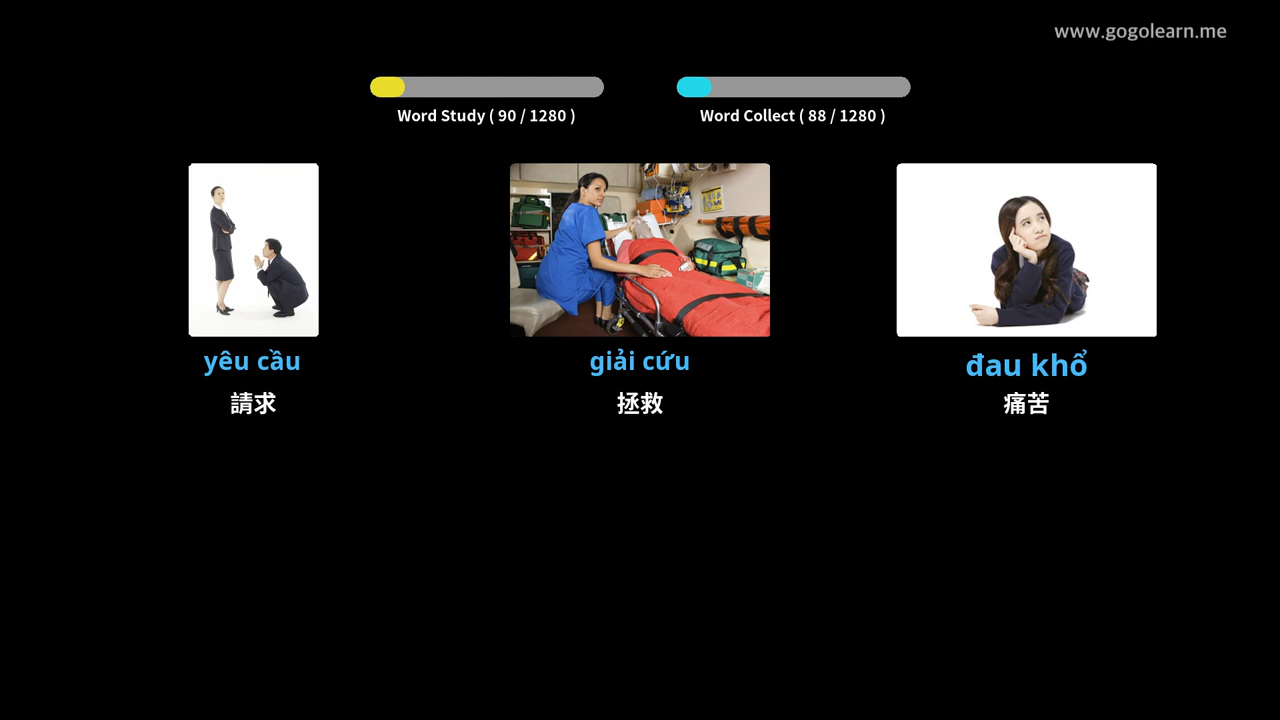 www.gogolearn.me
Word Study ( 90 / 1280 )
Word Collect ( 88 / 1280 )
yêu cầu
請求
giải cứu
拯救
đau khổ
痛苦